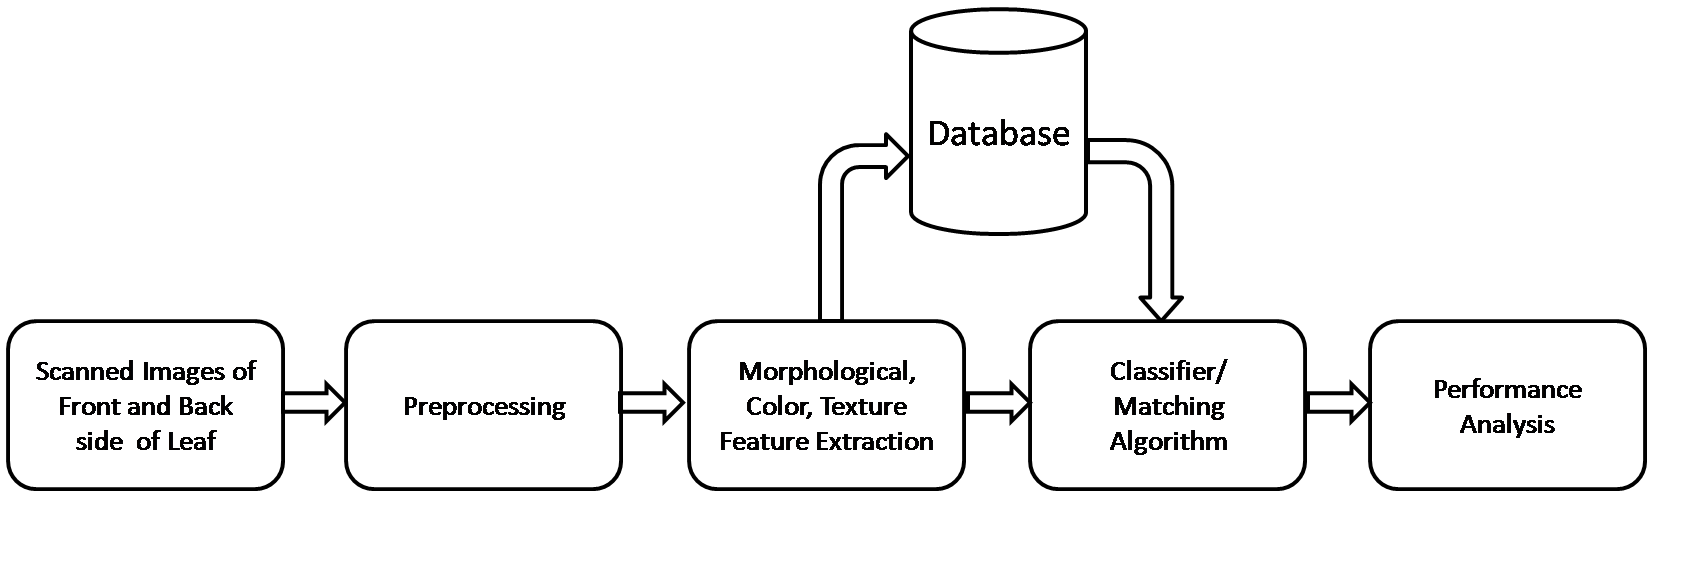 Database
Scanned Images of
Front and Back
side of Leaf
Preprocessing
Morphological,
Color, Texture
Feature Extraction
Classifier/
Matching
Algorithm
Performance
Analysis